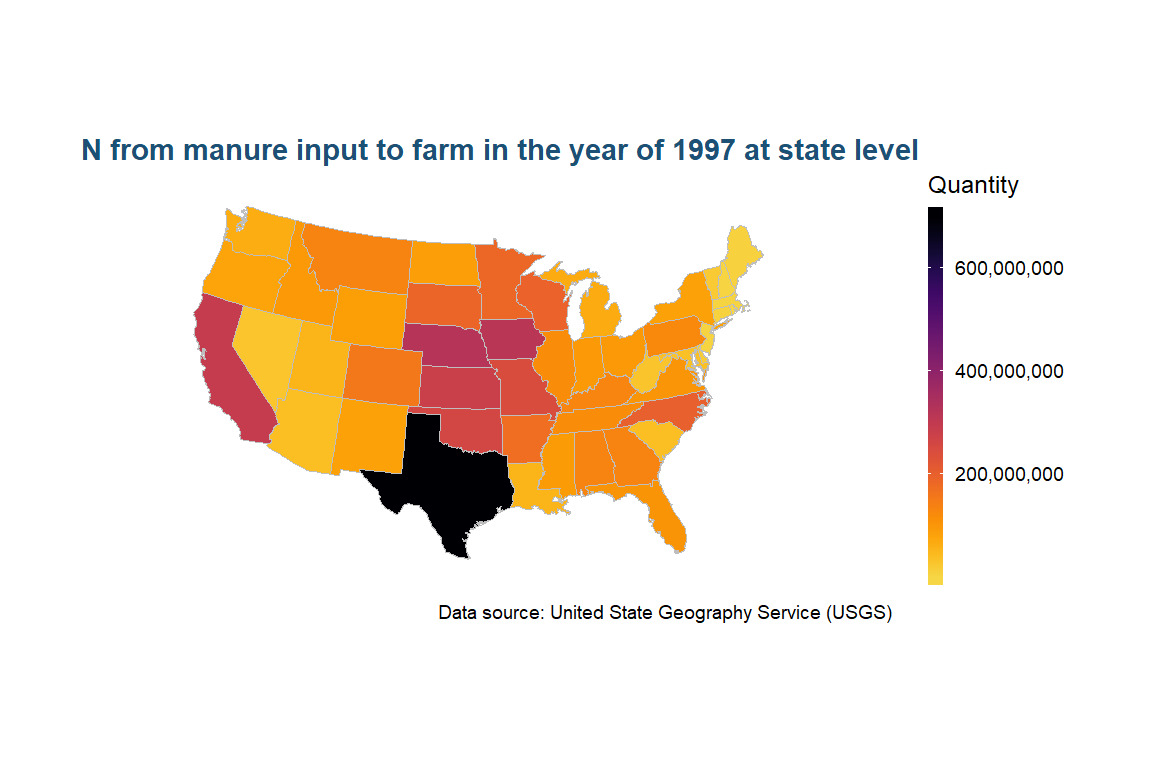 N from manure input to farm in the year of 1997 at state level
Quantity
600,000,000
400,000,000
200,000,000
Data source: United State Geography Service (USGS)